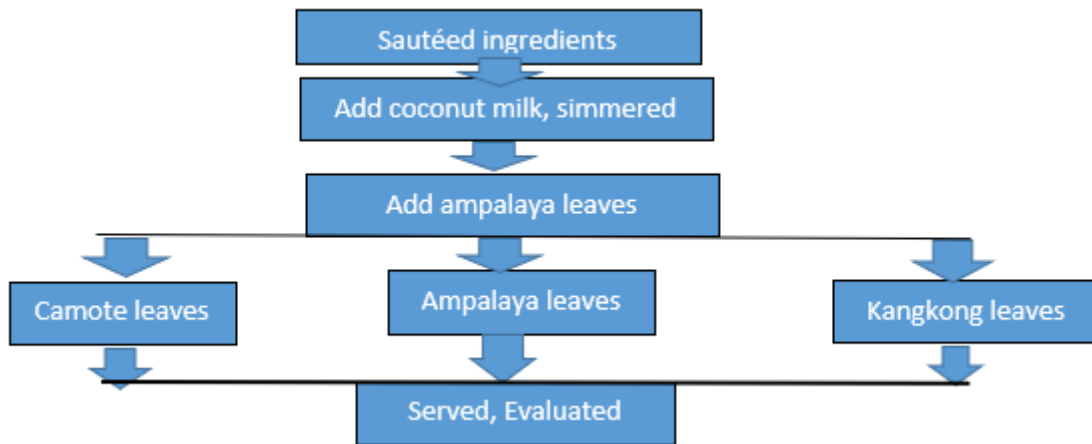 Sautéed ingredients
Add coconut milk, simmered
Add ampalaya leaves
Camote leaves
Ampalaya leaves
Kangkong leaves
Served, Evaluated